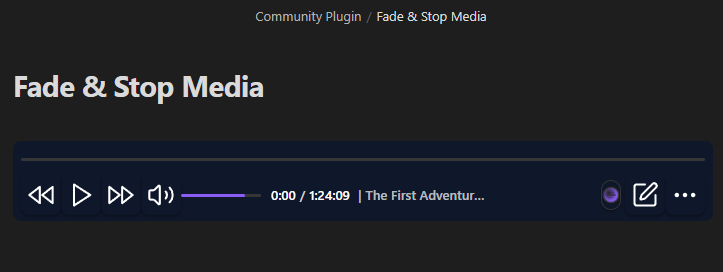 Community Plugin / Fade & Stop Media
Fade & Stop Media
0:00 / 1:24:09 | The First Adventur...